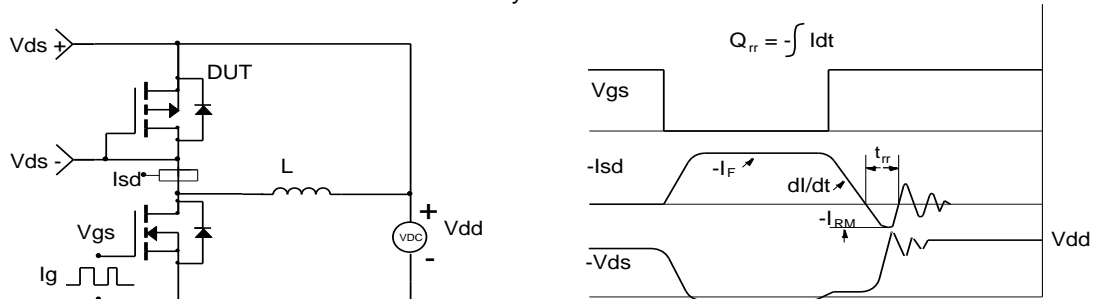 Vds +
DUT
Vds -
Isd
L
Vgs
Ig
+
VDC
-
Vdd
Qrr = -∫ Idt
Vgs
-Isd
-IF
dI/dt
trr
-IRM
-Vds
Vdd